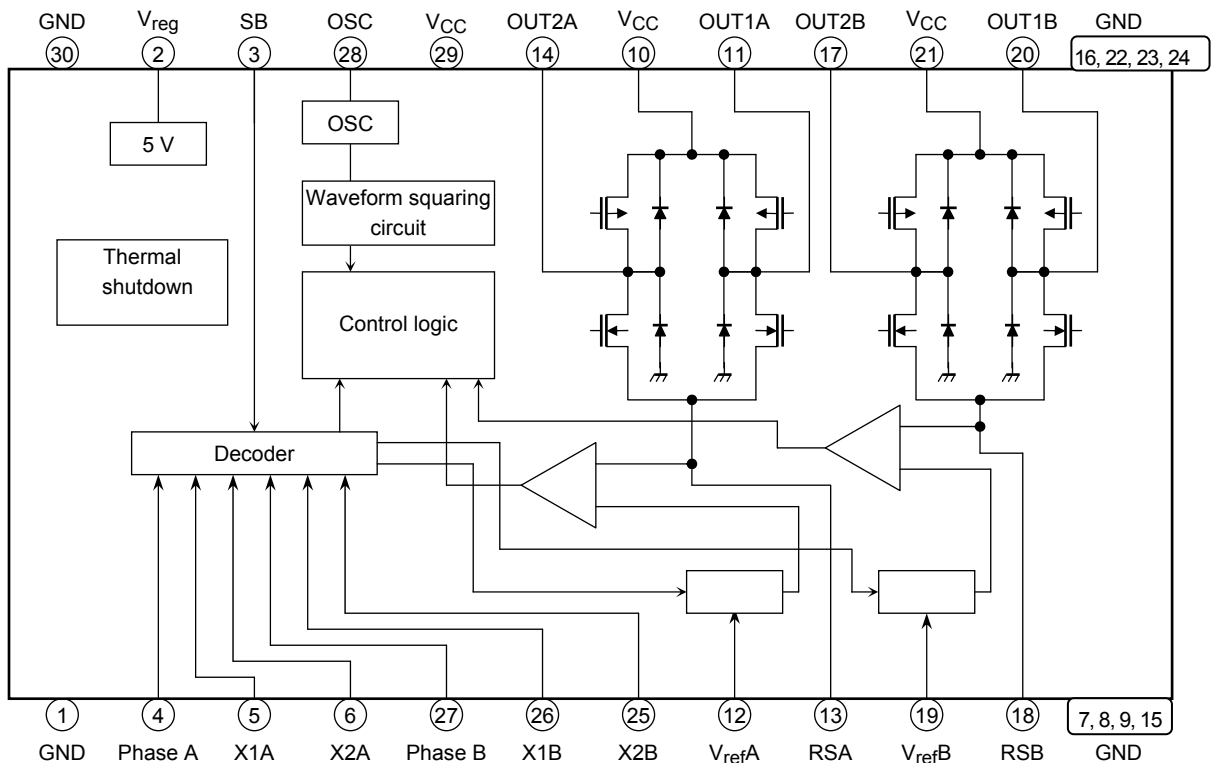 GND Vreg SB OSC VCC OUT2A VCC OUT1A OUT2B VCC OUT1B GND
30 2 3 28 29 14 10 11 17 21 20 16, 22, 23, 24
5 V
OSC
Waveform squaring
circuit
Thermal
shutdown
Control logic
Decoder
1 4 5 6 27 26 25 12 13 19 18 7, 8, 9, 15
GND Phase A X1A X2A Phase B X1B X2B VrefA RSA VrefB RSB GND